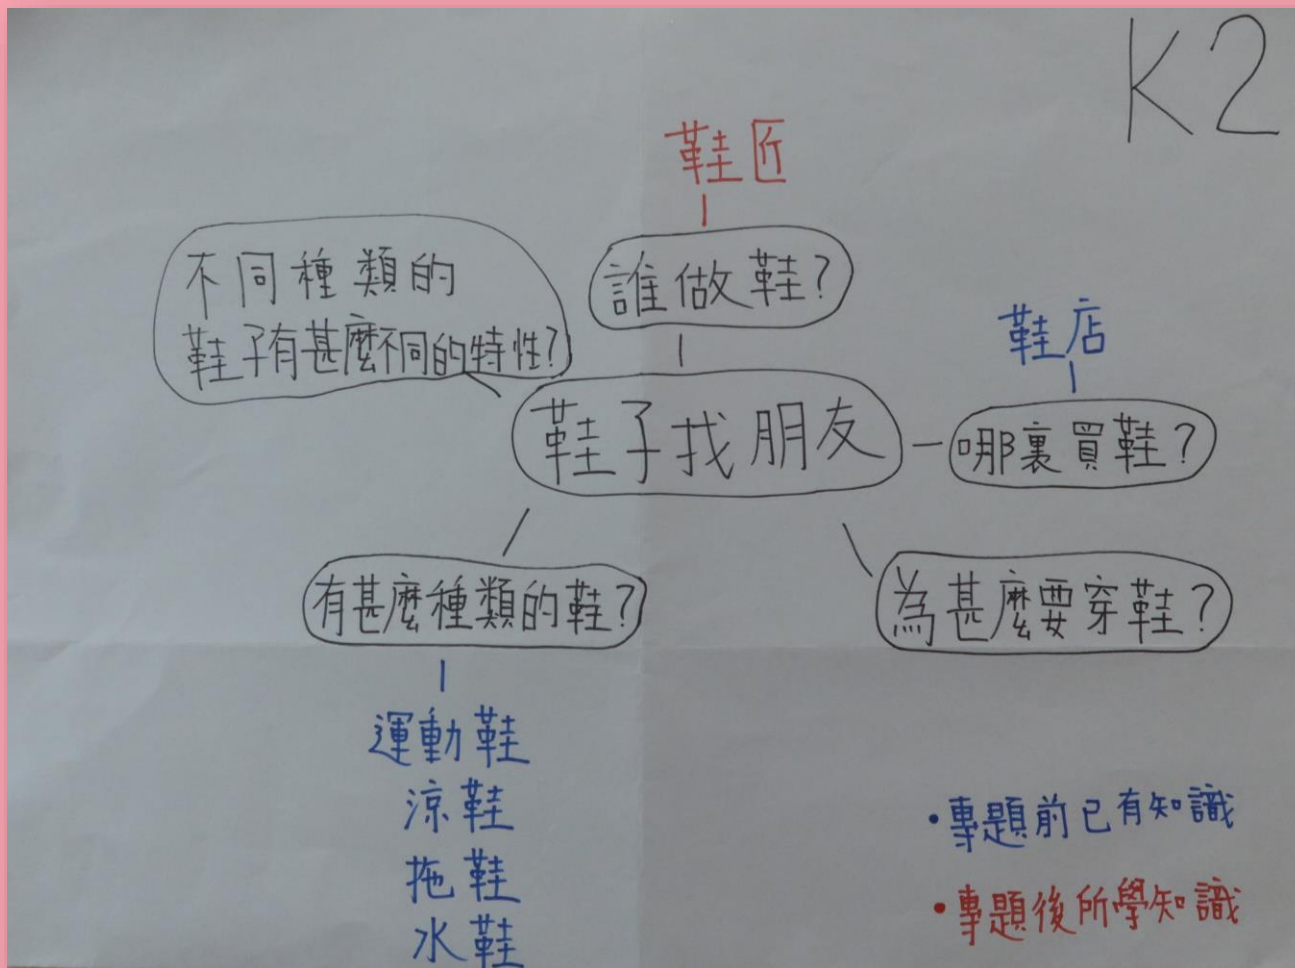 K2
鞋匠
誰做鞋?
不同種類的
鞋子有甚麼不同的特性?
鞋店
鞋子找朋友
哪裏買鞋?
有甚麼種類的鞋?
為甚麼要穿鞋?
運動鞋
涼鞋
拖鞋
水鞋
•專題前已有知識
•專題後所學知識